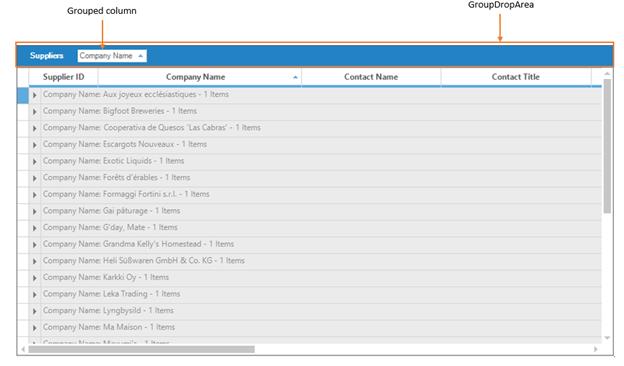 Grouped column
GroupDropArea
Suppliers Company Name
Supplier ID Company Name Contact Name Contact Title
Company Name: Aux joyeux ecclésiastiques - 1 Items
Company Name: Bigfoot Breweries - 1 Items
Company Name: Cooperativa de Quesos 'Las Cabras' - 1 Items
Company Name: Escargots Nouveaux - 1 Items
Company Name: Exotic Liquids - 1 Items
Company Name: Forêts d'érables - 1 Items
Company Name: Formaggi Fortini s.r.l. - 1 Items
Company Name: Gai pâturage - 1 Items
Company Name: G'day, Mate - 1 Items
Company Name: Grandma Kelly's Homestead - 1 Items
Company Name: Heli Süßwaren GmbH & Co. KG - 1 Items
Company Name: Karkki Oy - 1 Items
Company Name: Leka Trading - 1 Items
Company Name: Lyngbysild - 1 Items
Company Name: Ma Maison - 1 Items
Company Name: Mayumi's - 1 Items